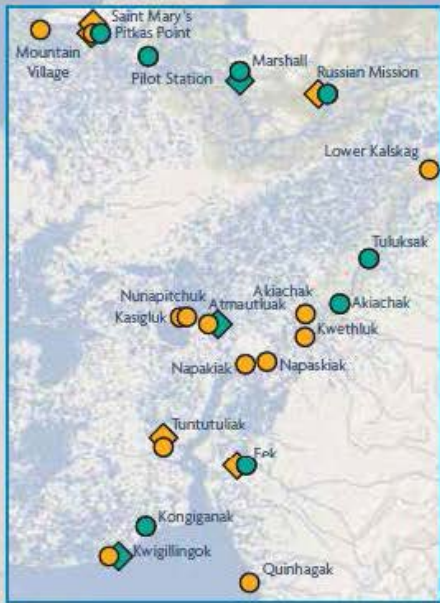 Saint Mary's
Pitkas Point
Mountain
Village
Pilot Station
Marshall
Russian Mission
Lower Kalskag
Tuluksak
Akiachak
Akiachak
Nunapitchuk
Atmautluak
Kasigluk
Kwethluk
Napakiak
Napaskiak
Tuntutuliak
Eek
Kongiganak
Kwigillingok
Quinhagak